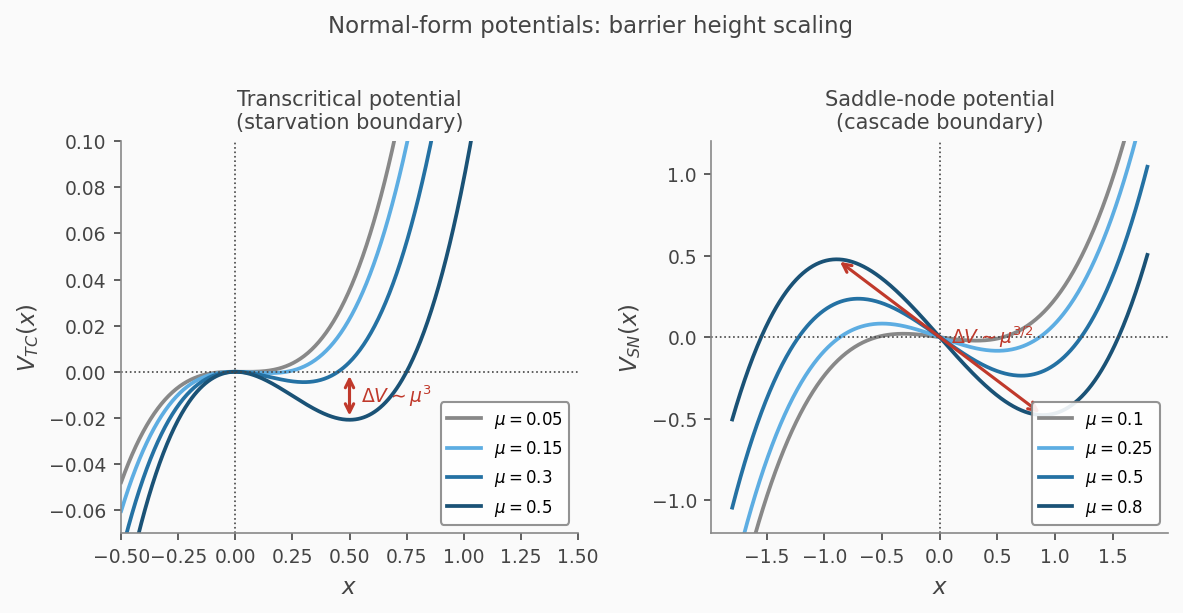 Normal-form potentials: barrier height scaling
Transcritical potential
(starvation boundary)
V_{TC}(x)
0.10
0.08
0.06
0.04
0.02
0.00
−0.02
−0.04
−0.06
ΔV ~ μ³
μ = 0.05
μ = 0.15
μ = 0.3
μ = 0.5
−0.50 −0.25 0.00 0.25 0.50 0.75 1.00 1.25 1.50
x
Saddle-node potential
(cascade boundary)
V_{SN}(x)
1.0
0.5
0.0
−0.5
−1.0
ΔV ~ μ^{3/2}
μ = 0.1
μ = 0.25
μ = 0.5
μ = 0.8
−1.5 −1.0 −0.5 0.0 0.5 1.0 1.5
x